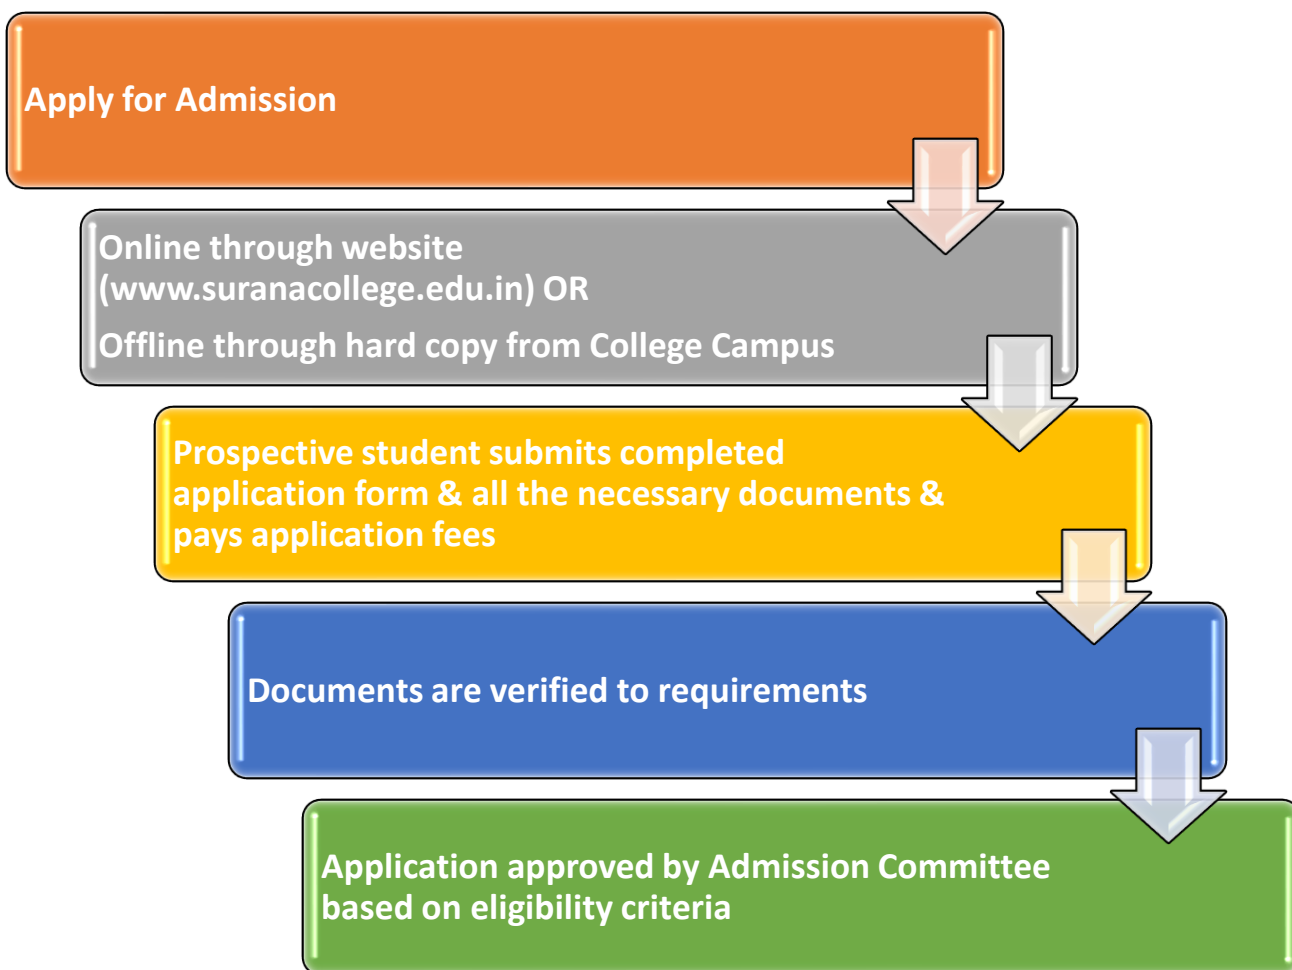 Apply for Admission
Online through website
(www.suranacollege.edu.in) OR
Offline through hard copy from College Campus
Prospective student submits completed
application form & all the necessary documents &
pays application fees
Documents are verified to requirements
Application approved by Admission Committee
based on eligibility criteria